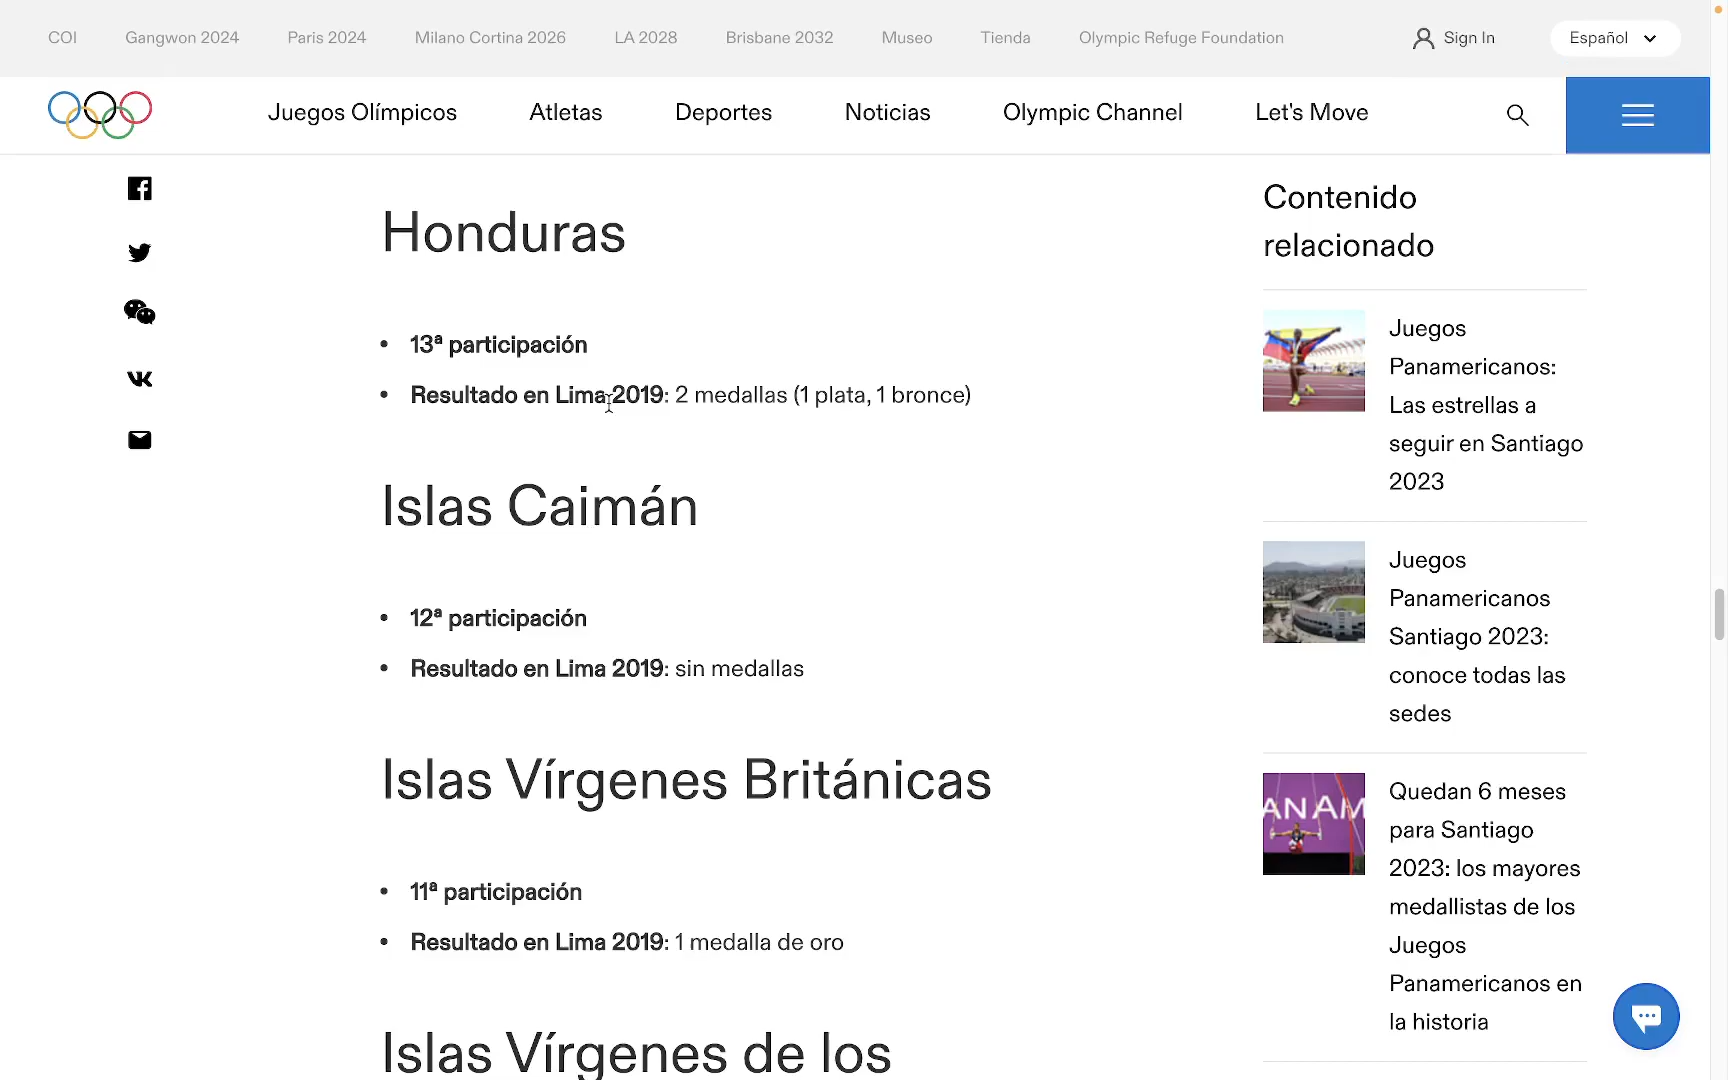 COI
Gangwon 2024
Paris 2024
Milano Cortina 2026
LA 2028
Brisbane 2032
Museo
Tienda
Olympic Refuge Foundation
Sign In
Español
Juegos Olímpicos
Atletas
Deportes
Noticias
Olympic Channel
Let's Move
Honduras
• 13ª participación
• Resultado en Lima 2019: 2 medallas (1 plata, 1 bronce)
Islas Caimán
• 12ª participación
• Resultado en Lima 2019: sin medallas
Islas Vírgenes Británicas
• 11ª participación
• Resultado en Lima 2019: 1 medalla de oro
Islas Vírgenes de los
Contenido
relacionado
Juegos
Panamericanos:
Las estrellas a
seguir en Santiago
2023
Juegos
Panamericanos
Santiago 2023:
conoce todas las
sedes
ANAM
Quedan 6 meses
para Santiago
2023: los mayores
medallistas de los
Juegos
Panamericanos en
la historia